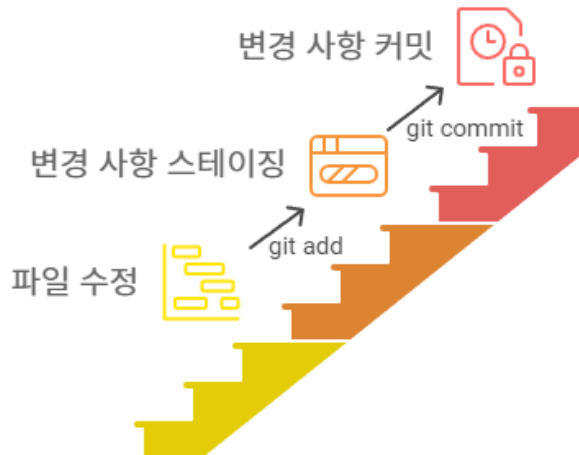 변경 사항 커밋
git commit
변경 사항 스테이징
git add
파일 수정